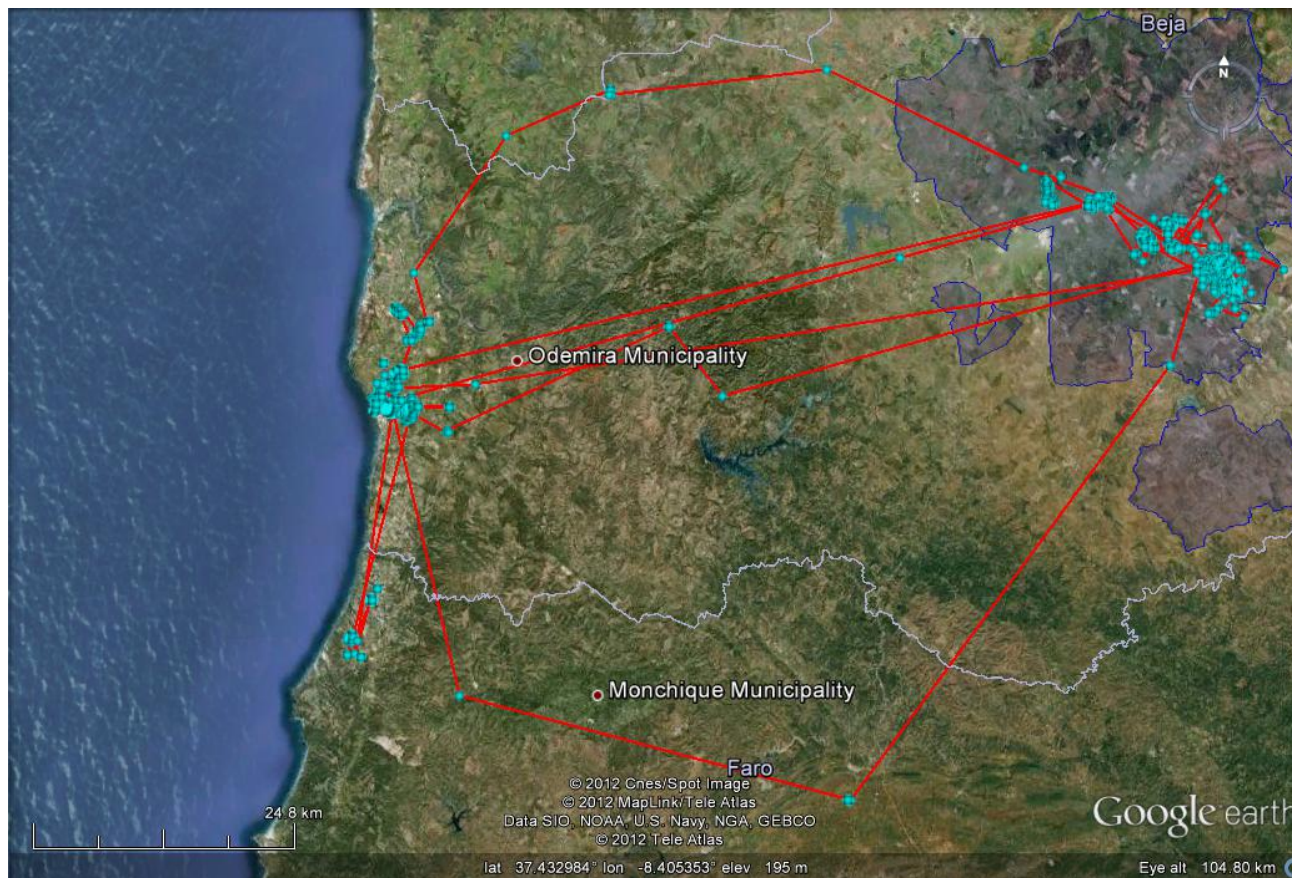 Beja
N
Odemira Municipality
Monchique Municipality
Faro
© 2012 Cnes/Spot Image
© 2012 MapLink/Tele Atlas
Data SIO, NOAA, U.S. Navy, NGA, GEBCO
© 2012 Tele Atlas
24.8 km
Google earth
lat 37.432984° lon -8.405353° elev 195 m
Eye alt 104.80 km